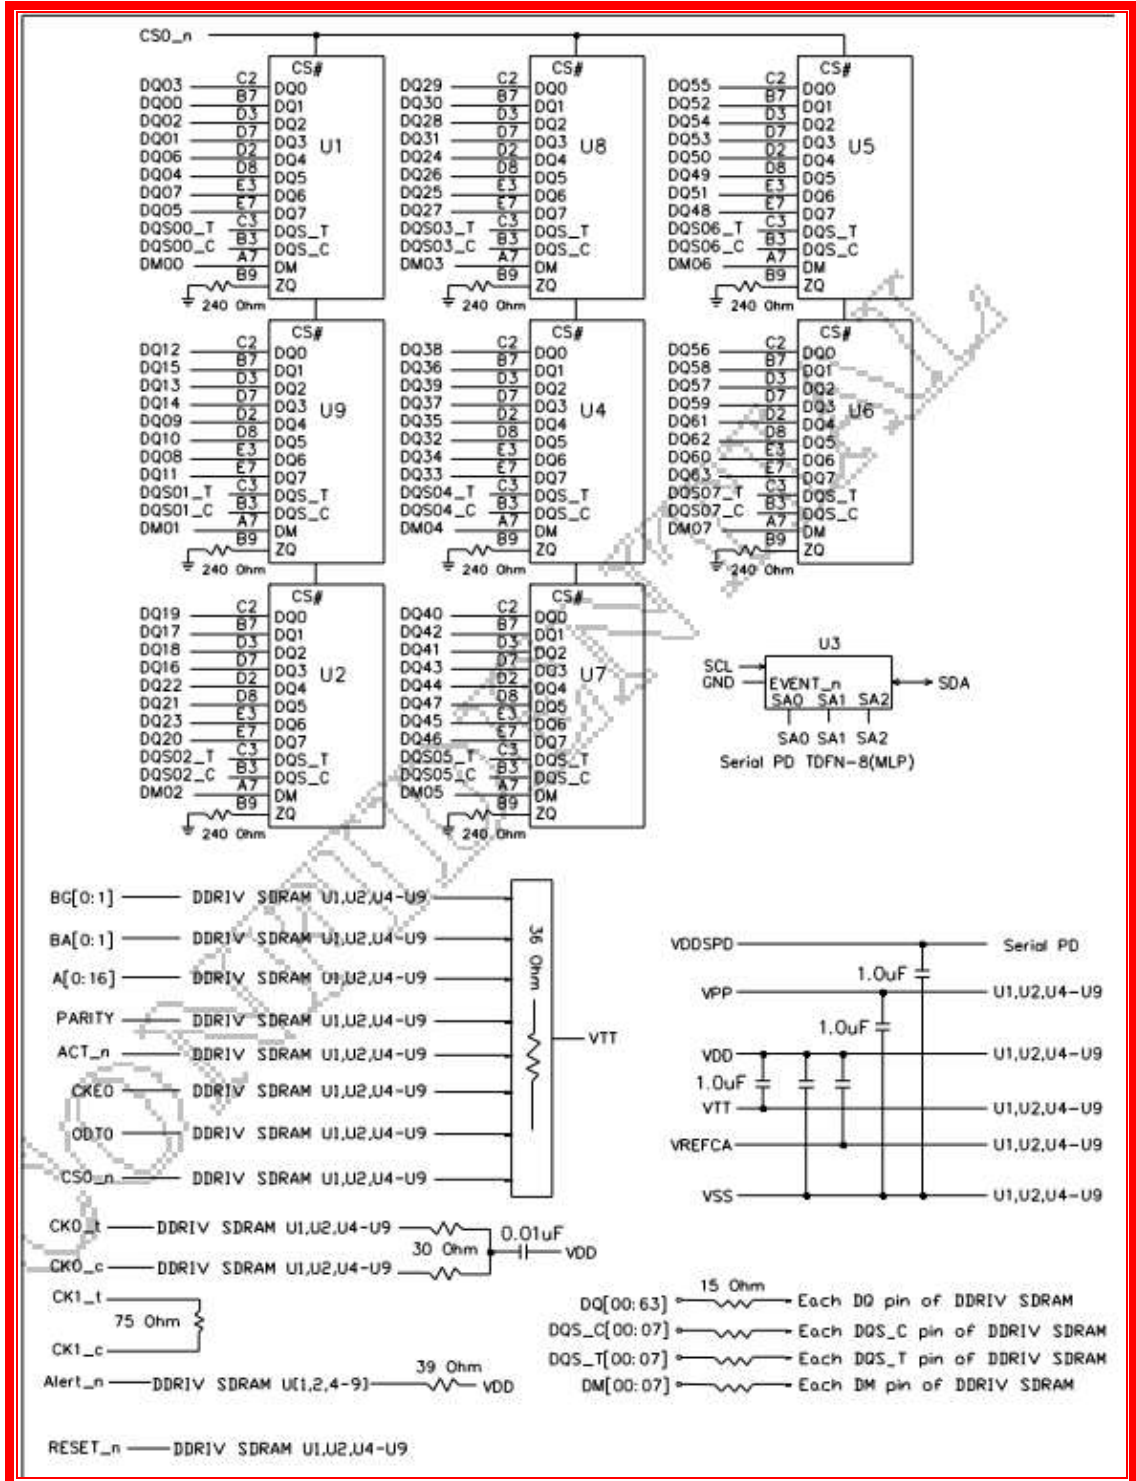 CS0_n
CS#
DQ03 C2 DQ0
DQ00 B7 DQ1
DQ02 D3 DQ2
DQ01 D7 DQ3
DQ06 D2 DQ4
DQ04 D8 DQ5
DQ07 E3 DQ6
DQ05 E7 DQ7
DQS00_T C3 DQS_T
DQS00_C B3 DQS_C
DM00 A7 DM
B9 ZQ
240 Ohm
U1
CS#
DQ29 C2 DQ0
DQ30 B7 DQ1
DQ28 D3 DQ2
DQ31 D7 DQ3
DQ24 D2 DQ4
DQ26 D8 DQ5
DQ25 E3 DQ6
DQ27 E7 DQ7
DQS03_T C3 DQS_T
DQS03_C B3 DQS_C
DM03 A7 DM
B9 ZQ
240 Ohm
U8
CS#
DQ55 C2 DQ0
DQ52 B7 DQ1
DQ54 D3 DQ2
DQ53 D7 DQ3
DQ50 D2 DQ4
DQ49 D8 DQ5
DQ51 E3 DQ6
DQ48 E7 DQ7
DQS06_T C3 DQS_T
DQS06_C B3 DQS_C
DM06 A7 DM
B9 ZQ
240 Ohm
U5
CS#
DQ12 C2 DQ0
DQ15 B7 DQ1
DQ13 D3 DQ2
DQ14 D7 DQ3
DQ09 D2 DQ4
DQ10 D8 DQ5
DQ08 E3 DQ6
DQ11 E7 DQ7
DQS01_T C3 DQS_T
DQS01_C B3 DQS_C
DM01 A7 DM
B9 ZQ
240 Ohm
U9
CS#
DQ38 C2 DQ0
DQ36 B7 DQ1
DQ39 D3 DQ2
DQ37 D7 DQ3
DQ35 D2 DQ4
DQ32 D8 DQ5
DQ34 E3 DQ6
DQ33 E7 DQ7
DQS04_T C3 DQS_T
DQS04_C B3 DQS_C
DM04 A7 DM
B9 ZQ
240 Ohm
U4
CS#
DQ56 C2 DQ0
DQ58 B7 DQ1
DQ57 D3 DQ2
DQ59 D7 DQ3
DQ61 D2 DQ4
DQ62 D8 DQ5
DQ60 E3 DQ6
DQ63 E7 DQ7
DQS07_T C3 DQS_T
DQS07_C B3 DQS_C
DM07 A7 DM
B9 ZQ
240 Ohm
U6
CS#
DQ19 C2 DQ0
DQ17 B7 DQ1
DQ18 D3 DQ2
DQ16 D7 DQ3
DQ22 D2 DQ4
DQ21 D8 DQ5
DQ23 E3 DQ6
DQ20 E7 DQ7
DQS02_T C3 DQS_T
DQS02_C B3 DQS_C
DM02 A7 DM
B9 ZQ
240 Ohm
U2
CS#
DQ40 C2 DQ0
DQ42 B7 DQ1
DQ41 D3 DQ2
DQ43 D7 DQ3
DQ44 D2 DQ4
DQ47 D8 DQ5
DQ45 E3 DQ6
DQ46 E7 DQ7
DQS05_T C3 DQS_T
DQS05_C B3 DQS_C
DM05 A7 DM
B9 ZQ
240 Ohm
U7
U3
SCL
GND EVENT_n SDA
SA0 SA1 SA2
SA0 SA1 SA2
Serial PD TDFN-8(MLP)
BG[0:1] DDRIV SDRAM U1,U2,U4-U9
BA[0:1] DDRIV SDRAM U1,U2,U4-U9
A[0:16] DDRIV SDRAM U1,U2,U4-U9
PARITY DDRIV SDRAM U1,U2,U4-U9
ACT_n DDRIV SDRAM U1,U2,U4-U9
CKE0 DDRIV SDRAM U1,U2,U4-U9
ODT0 DDRIV SDRAM U1,U2,U4-U9
CS0_n DDRIV SDRAM U1,U2,U4-U9
36 Ohm
VTT
VDDSPD Serial PD
1.0uF
VPP U1,U2,U4-U9
1.0uF
VDD U1,U2,U4-U9
1.0uF
VTT U1,U2,U4-U9
VREFCA U1,U2,U4-U9
VSS U1,U2,U4-U9
CK0_t DDRIV SDRAM U1,U2,U4-U9
30 Ohm 0.01uF VDD
CK0_c DDRIV SDRAM U1,U2,U4-U9
CK1_t
75 Ohm
CK1_c
Alert_n DDRIV SDRAM U[1,2,4-9] 39 Ohm VDD
RESET_n DDRIV SDRAM U1,U2,U4-U9
15 Ohm
DQ[00:63] Each DQ pin of DDRIV SDRAM
DQS_C[00:07] Each DQS_C pin of DDRIV SDRAM
DQS_T[00:07] Each DQS_T pin of DDRIV SDRAM
DM[00:07] Each DM pin of DDRIV SDRAM